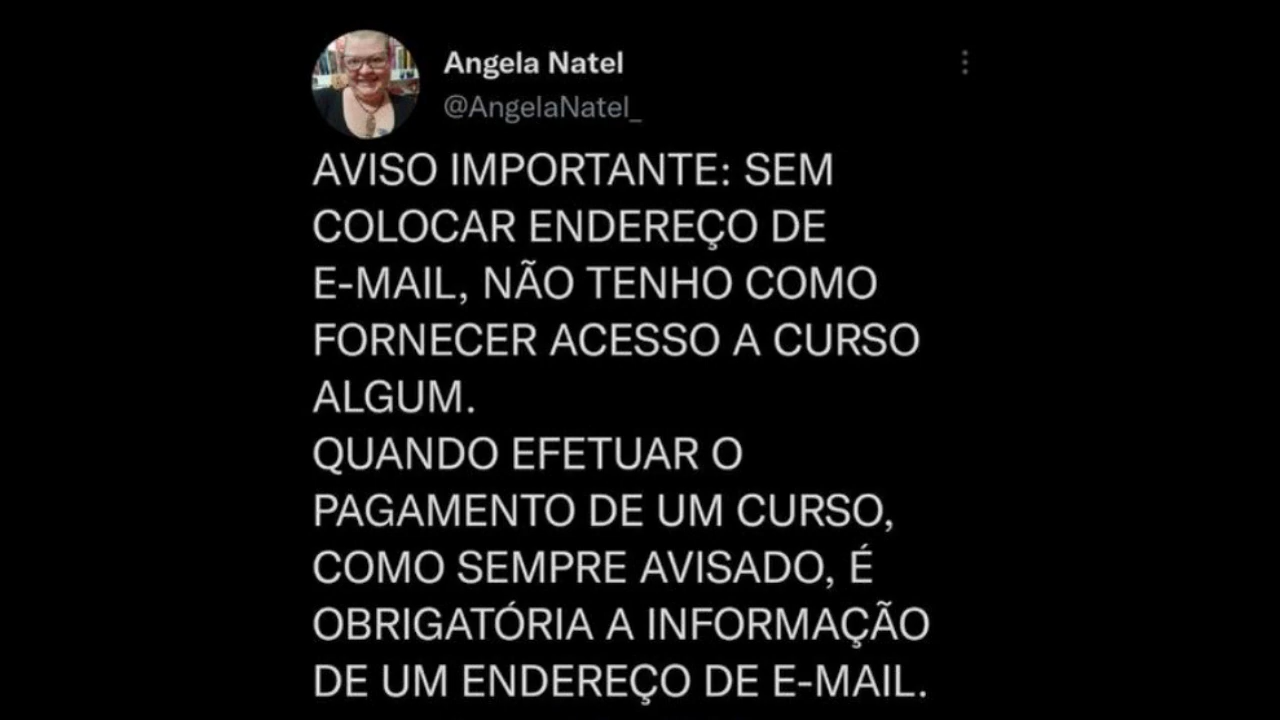 Angela Natel
@AngelaNatel_
AVISO IMPORTANTE: SEM
COLOCAR ENDEREÇO DE
E-MAIL, NÃO TENHO COMO
FORNECER ACESSO A CURSO
ALGUM.
QUANDO EFETUAR O
PAGAMENTO DE UM CURSO,
COMO SEMPRE AVISADO, É
OBRIGATÓRIA A INFORMAÇÃO
DE UM ENDEREÇO DE E-MAIL.